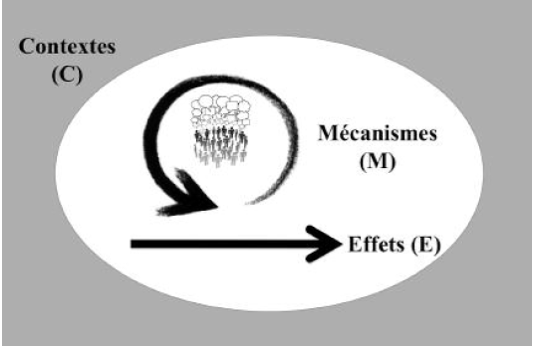 Contextes
(C)
Mécanismes
(M)
Effets (E)